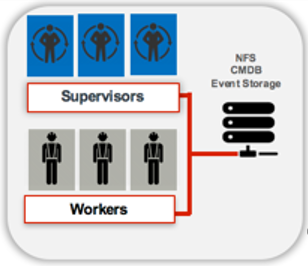 NFS
CMDB
Event Storage
Supervisors
Workers